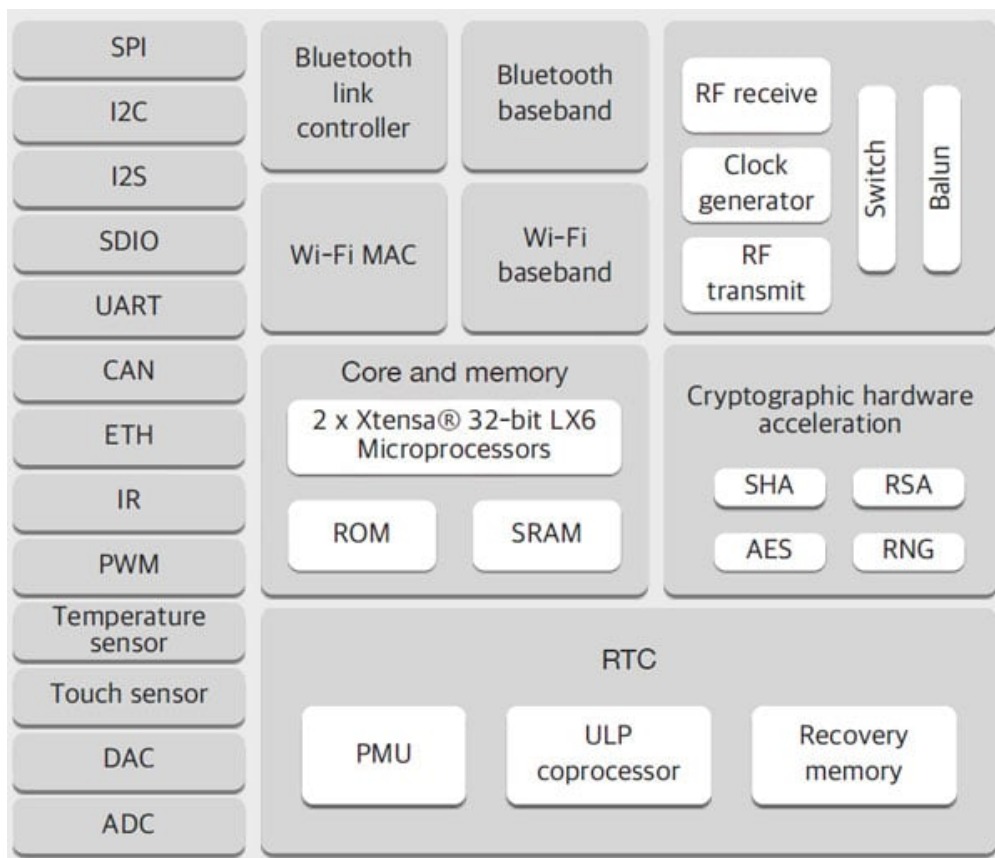 SPI
I2C
I2S
SDIO
UART
CAN
ETH
IR
PWM
Temperature
sensor
Touch sensor
DAC
ADC
Bluetooth
link
controller
Bluetooth
baseband
Wi-Fi MAC
Wi-Fi
baseband
RF receive
Clock
generator
RF
transmit
Switch
Balun
Core and memory
2 x Xtensa® 32-bit LX6
Microprocessors
ROM
SRAM
Cryptographic hardware
acceleration
SHA
RSA
AES
RNG
RTC
PMU
ULP
coprocessor
Recovery
memory